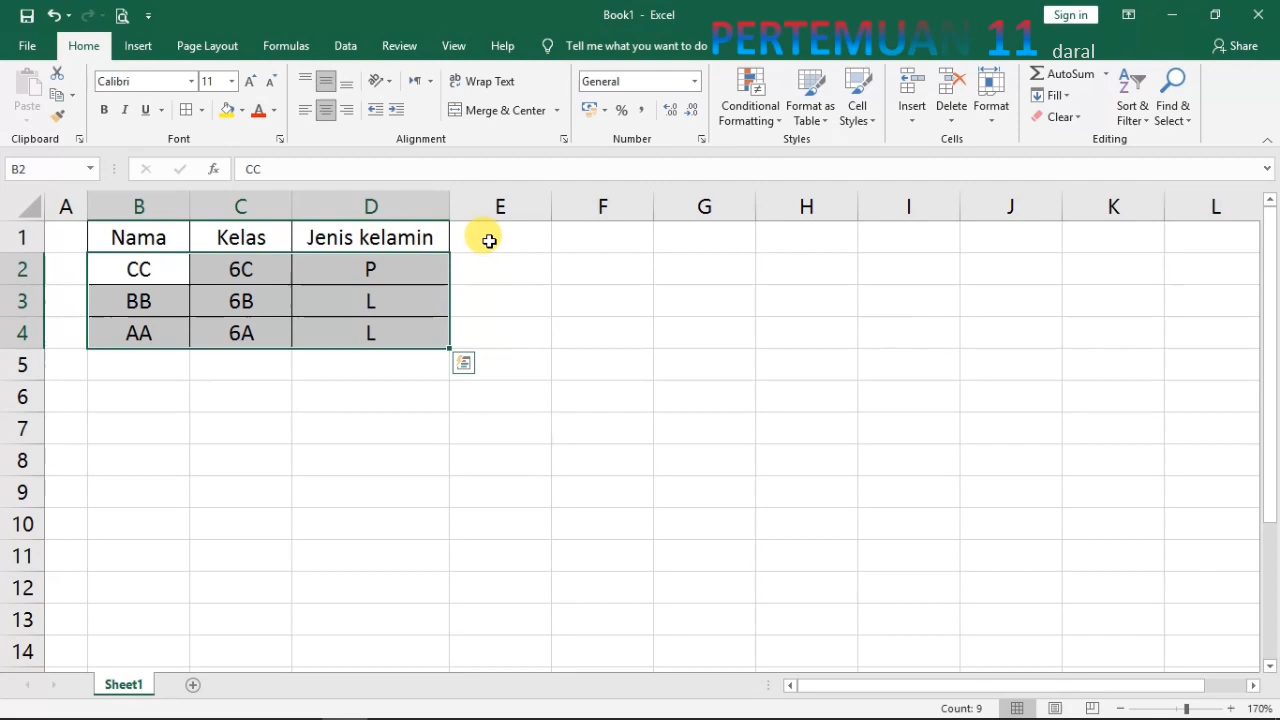 Book1 - Excel
Sign in
PERTEMUAN 11 daral
File Home Insert Page Layout Formulas Data Review View Help Tell me what you want to do Share
Paste
Clipboard
Calibri 11
B I U
Font
Wrap Text
Merge & Center
Alignment
General
%
Number
Conditional Formatting
Format as Table
Cell Styles
Styles
Insert
Delete
Format
Cells
AutoSum
Fill
Clear
Sort & Filter
Find & Select
Editing
B2 fx CC
A B C D E F G H I J K L
1 Nama Kelas Jenis kelamin
2 CC 6C P
3 BB 6B L
4 AA 6A L
5
6
7
8
9
10
11
12
13
14
Sheet1
Count: 9 170%